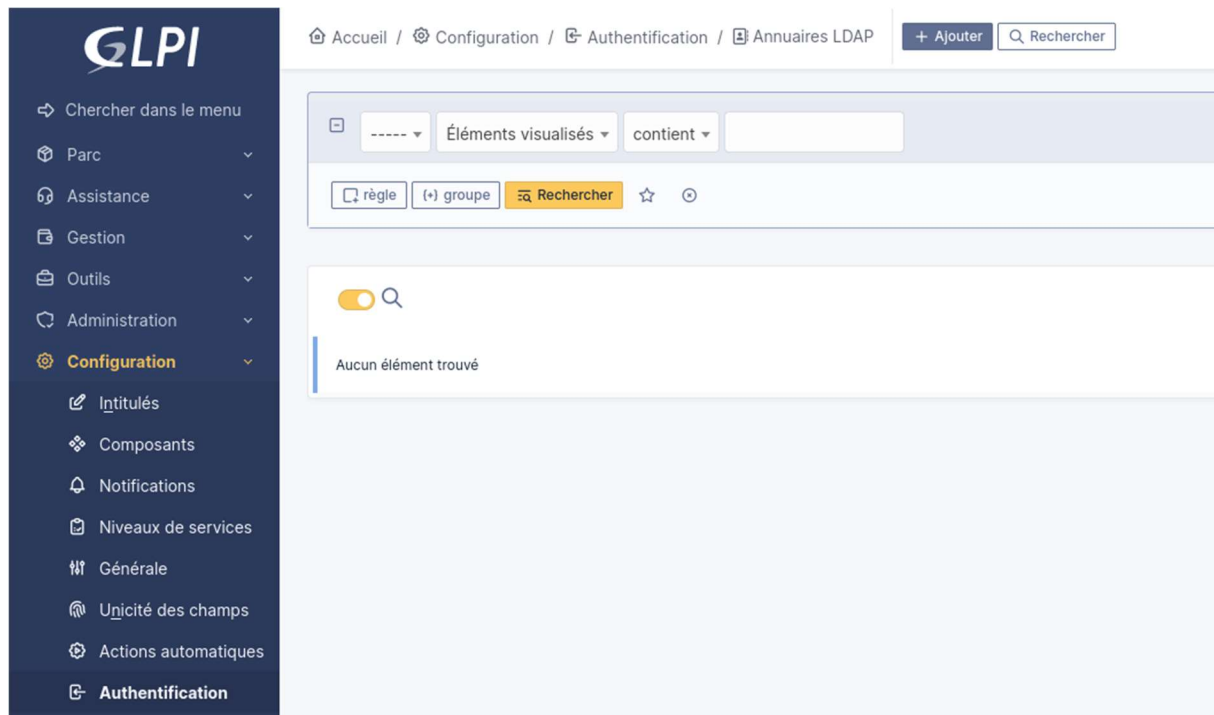 GLPI
Accueil / Configuration / Authentification / Annuaires LDAP
+ Ajouter
Rechercher
Chercher dans le menu
Parc
Assistance
Gestion
Outils
Administration
Configuration
Intitulés
Composants
Notifications
Niveaux de services
Générale
Unicité des champs
Actions automatiques
Authentification
----- Éléments visualisés contient
règle (+) groupe Rechercher
Aucun élément trouvé